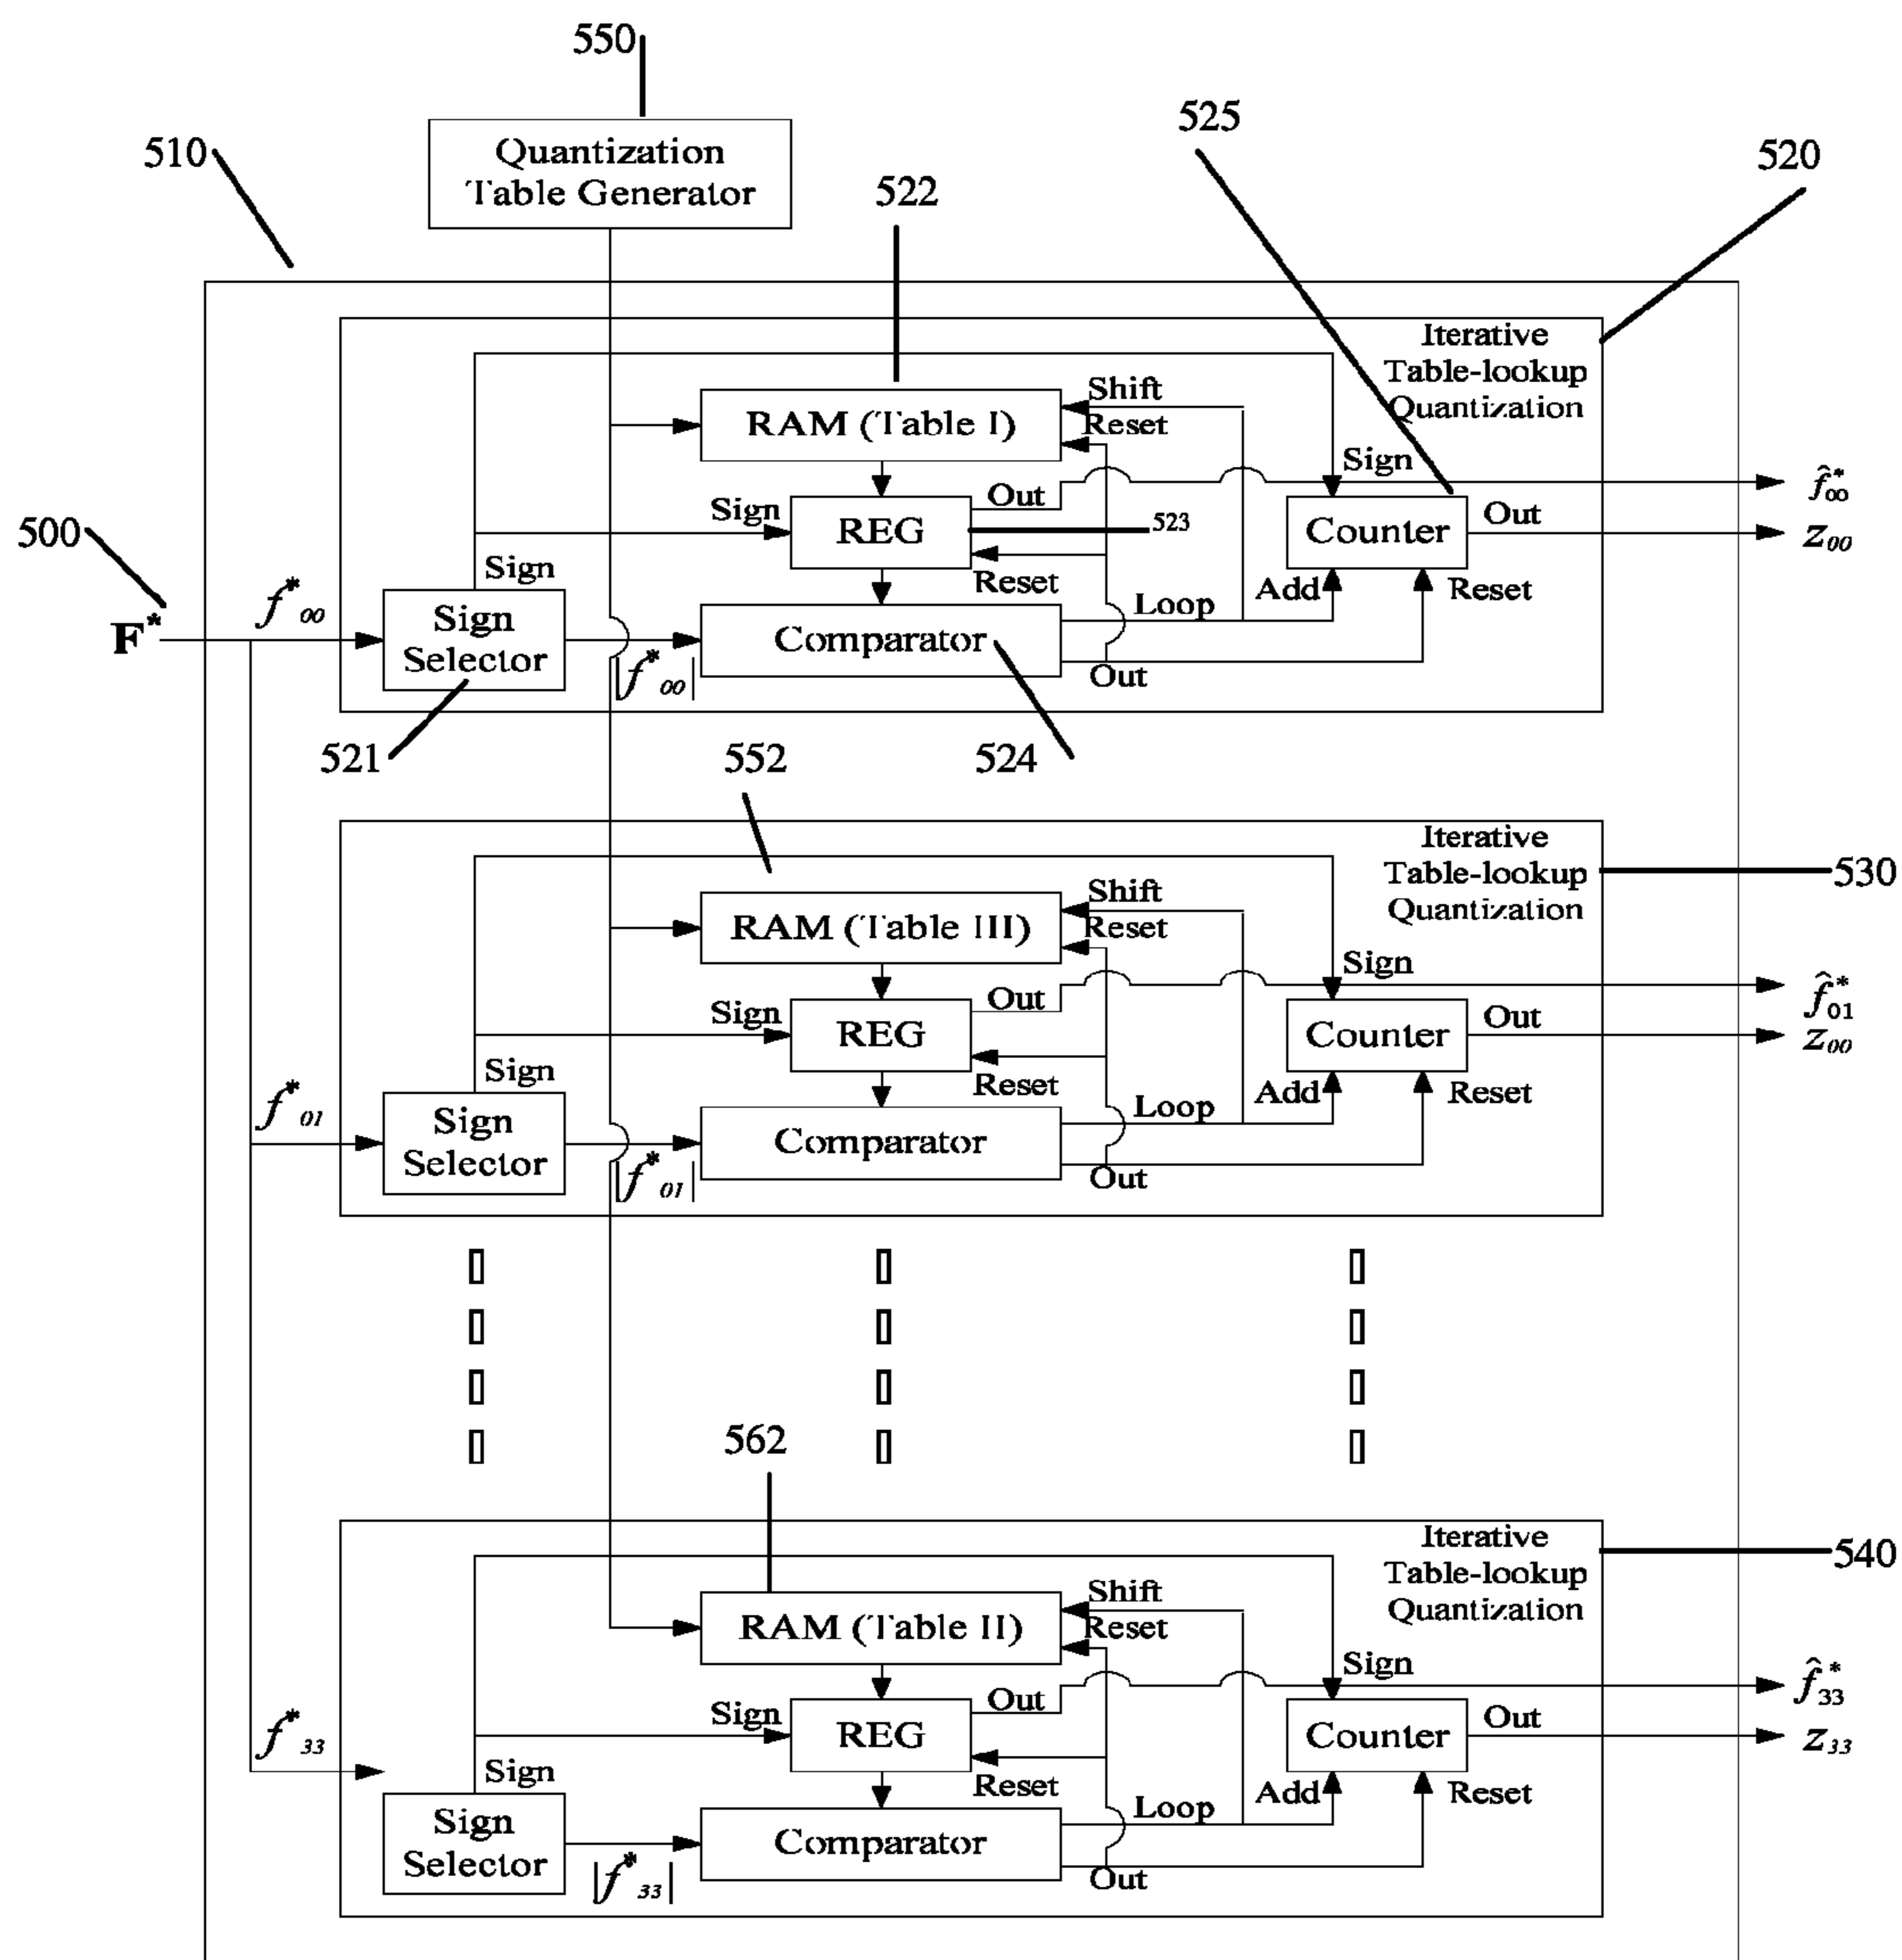 550
525
510
520
Quantization
Table Generator
522
Iterative
Table-lookup
Quantization
Shift
RAM (Table I)
Reset
Sign
f̂*00
Out
Sign
REG
523
Counter
Out
z00
500
Sign
Reset
Add
Reset
f*00
Loop
F*
Sign
Selector
Comparator
|f*00|
Out
521
552
524
Iterative
Table-lookup
Quantization
530
Shift
RAM (Table III)
Reset
Sign
f̂*01
Out
Sign
REG
Counter
Out
z00
Sign
Reset
Add
Reset
f*01
Loop
Sign
Selector
Comparator
|f*01|
Out
562
Iterative
Table-lookup
Quantization
540
Shift
RAM (Table II)
Reset
Sign
f̂*33
Out
Sign
REG
Counter
Out
z33
f*33
Sign
Reset
Add
Reset
Loop
Sign
Selector
Comparator
|f*33|
Out